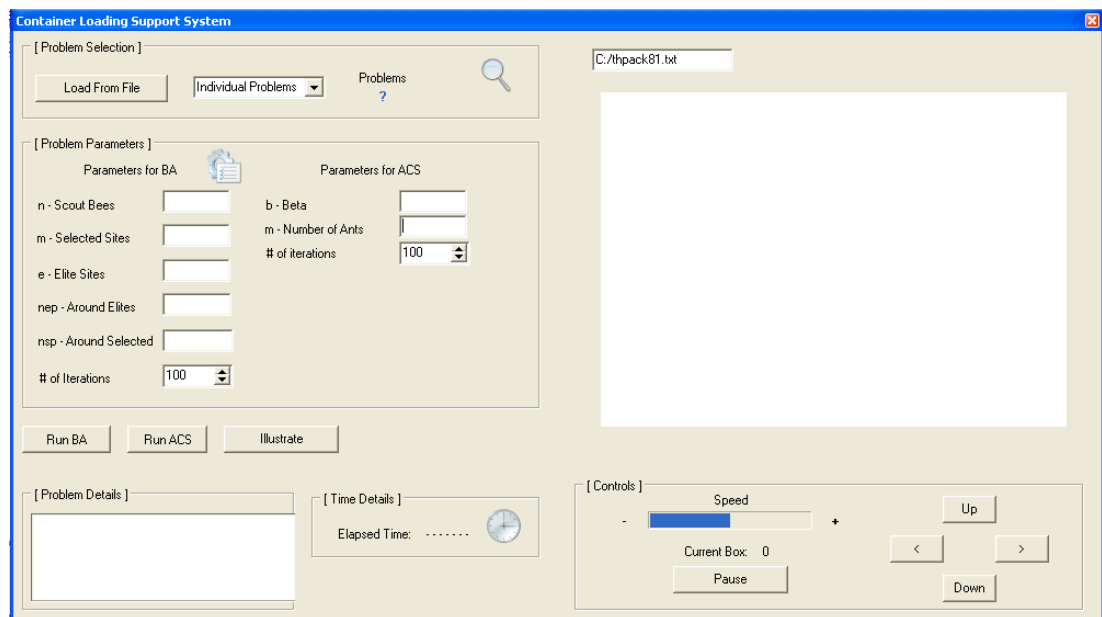 Container Loading Support System
[ Problem Selection ]
Load From File
Individual Problems
Problems
?
C:/thpack81.txt
[ Problem Parameters ]
Parameters for BA
Parameters for ACS
n - Scout Bees
b - Beta
m - Selected Sites
m - Number of Ants
# of iterations
100
e - Elite Sites
nep - Around Elites
nsp - Around Selected
# of Iterations
100
Run BA
Run ACS
Illustrate
[ Problem Details ]
[ Time Details ]
Elapsed Time: .......
[ Controls ]
Speed
- +
Current Box: 0
Pause
Up
< >
Down